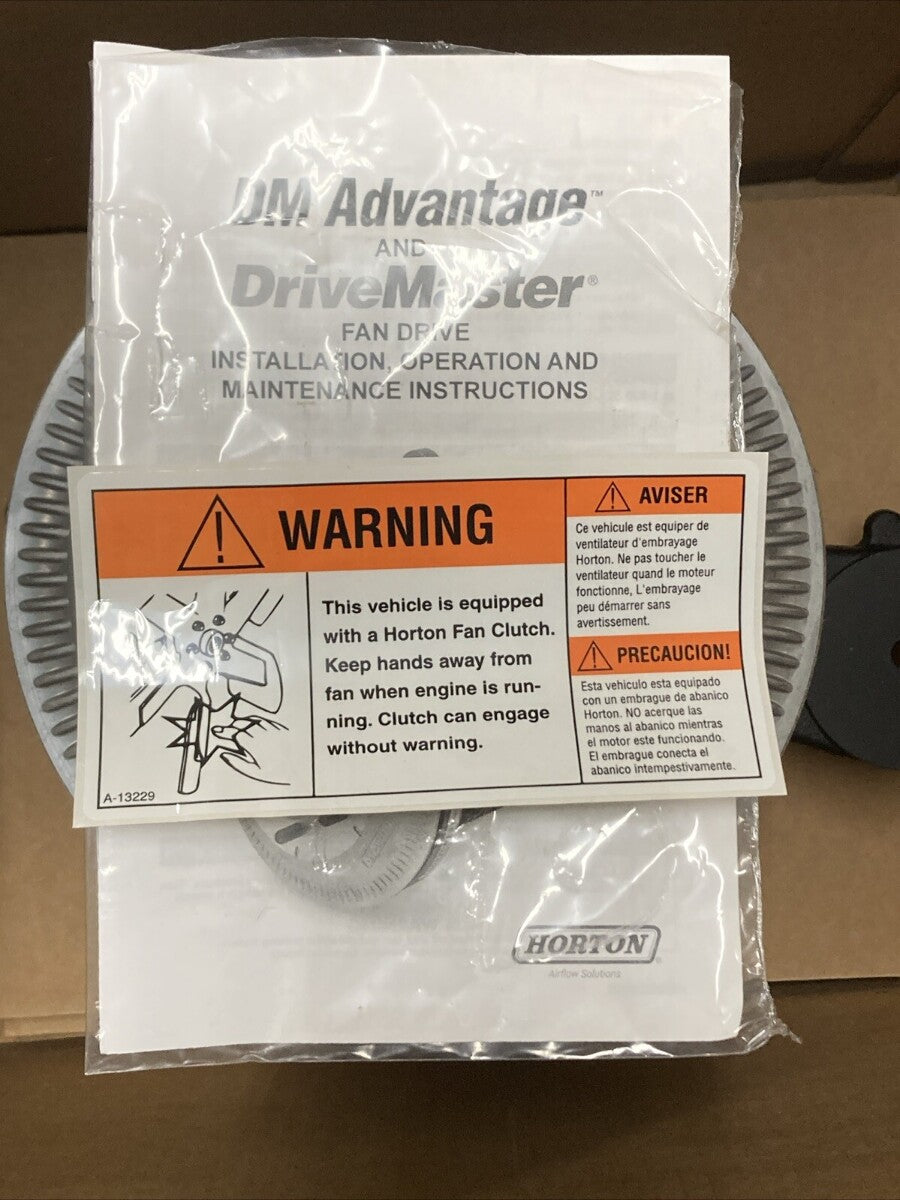 DM Advantage™
AND
DriveMaster®
FAN DRIVE
INSTALLATION, OPERATION AND
MAINTENANCE INSTRUCTIONS
WARNING
This vehicle is equipped
with a Horton Fan Clutch.
Keep hands away from
fan when engine is run-
ning. Clutch can engage
without warning.
A-13229
AVISER
Ce vehicule est equiper de
ventilateur d'embrayage
Horton. Ne pas toucher le
ventilateur quand le moteur
fonctionne, L'embrayage
peu démarrer sans
avertissement.
PRECAUCION!
Esta vehiculo esta equipado
con un embrague de abanico
Horton. NO acerque las
manos al abanico mientras
el motor este funcionando.
El embrague conecta el
abanico intempestivamente.
HORTON®
Airflow Solutions